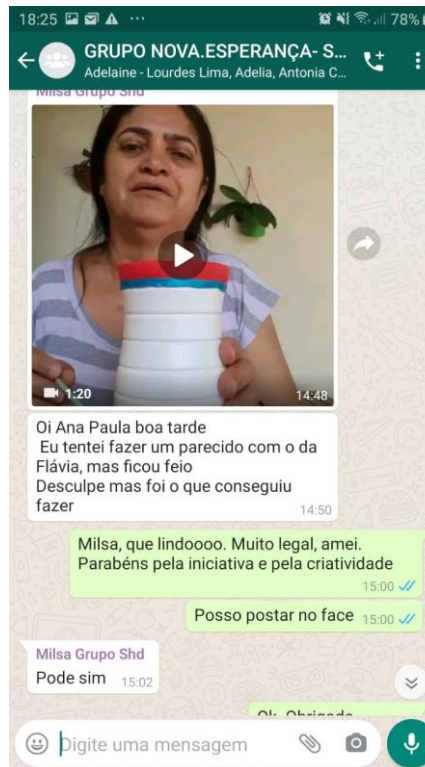 18:25 78%
GRUPO NOVA.ESPERANÇA- S...
Adelaine - Lourdes Lima, Adelia, Antonia C...
Milsa Grupo Shd
1:20 14:48
Oi Ana Paula boa tarde
Eu tentei fazer um parecido com o da
Flávia, mas ficou feio
Desculpe mas foi o que conseguiu
fazer
14:50
Milsa, que lindoooo. Muito legal, amei.
Parabéns pela iniciativa e pela criatividade
15:00
Posso postar no face 15:00
Milsa Grupo Shd
Pode sim 15:02
Ok. Obrigada
Digite uma mensagem